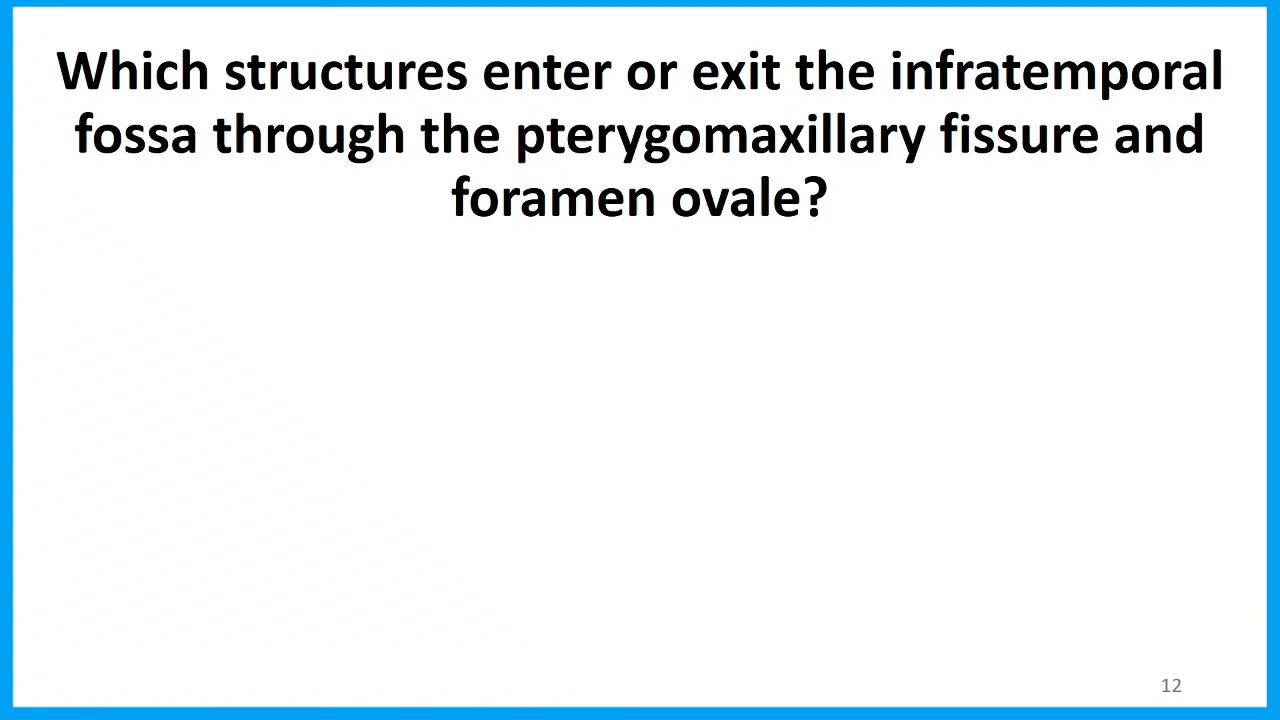 Which structures enter or exit the infratemporal
fossa through the pterygomaxillary fissure and
foramen ovale?
12